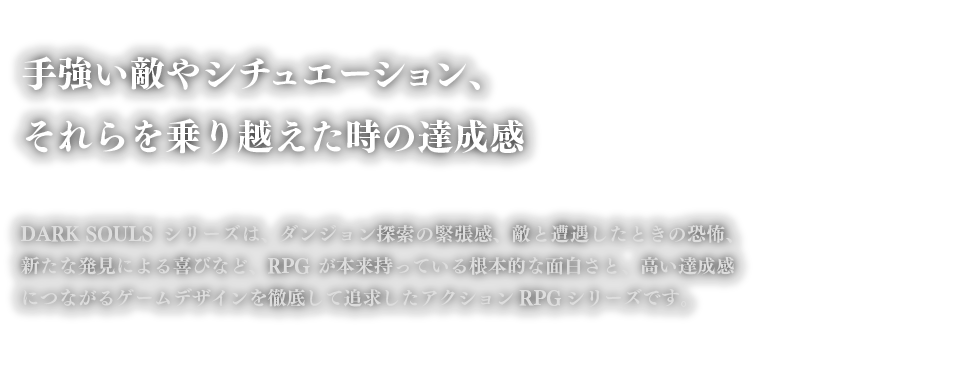 手強い敵やシチュエーション、
それらを乗り越えた時の達成感
DARK SOULS シリーズは、ダンジョン探索の緊張感、敵と遭遇したときの恐怖、
新たな発見による喜びなど、RPG が本来持っている根本的な面白さと、高い達成感
につながるゲームデザインを徹底して追求したアクション RPG シリーズです。